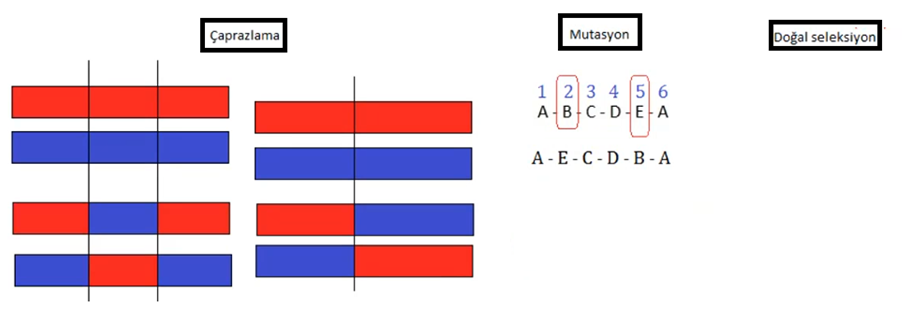 Çaprazlama
Mutasyon
Doğal seleksiyon
1 2 3 4 5 6
A - B - C - D - E - A
A - E - C - D - B - A